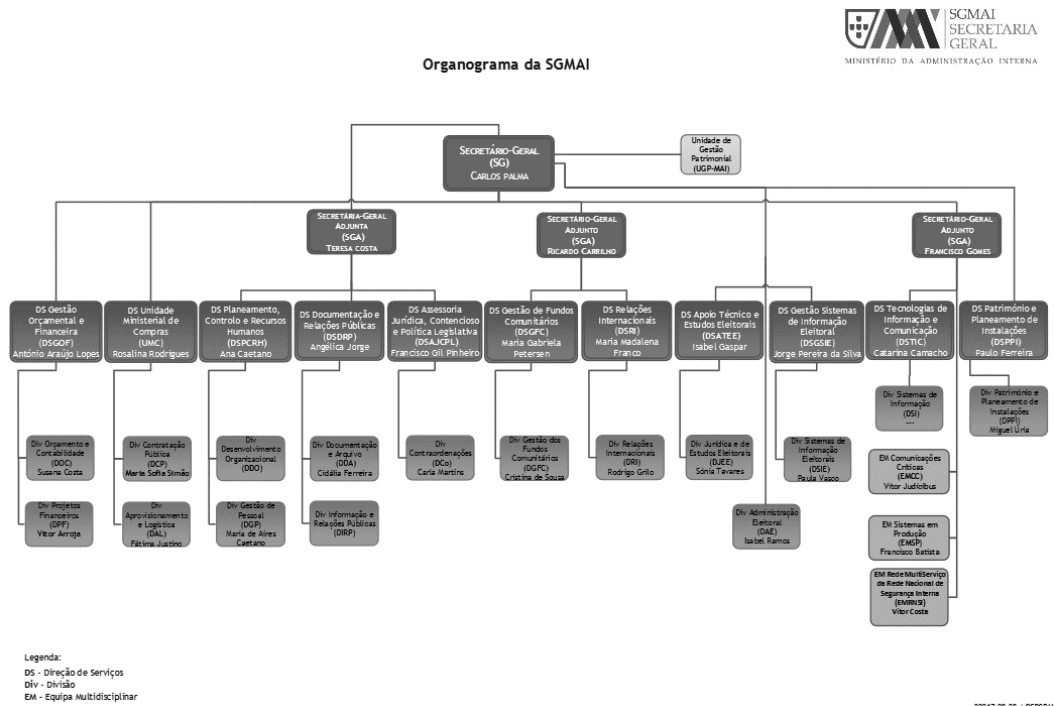 SGMAI
SECRETARIA
GERAL
MINISTÉRIO DA ADMINISTRAÇÃO INTERNA
Organograma da SGMAI
SECRETÁRIO-GERAL
(SG)
CARLOS PALMA
Unidade de
Gestão
Patrimonial
(UGP-MAI)
SECRETÁRIA-GERAL
ADJUNTA
(SGA)
TERESA COSTA
SECRETÁRIO-GERAL
ADJUNTO
(SGA)
RICARDO CARRILHO
SECRETÁRIO-GERAL
ADJUNTO
(SGA)
FRANCISCO GOMES
DS Gestão
Orçamental e
Financeira
(DSGOF)
António Araújo Lopes
DS Unidade
Ministerial de
Compras
(UMC)
Rosalina Rodrigues
DS Planeamento,
Controlo e Recursos
Humanos
(DSPCRH)
Ana Caetano
DS Documentação e
Relações Públicas
(DSDRP)
Angélica Jorge
DS Assessoria
Jurídica, Contencioso
e Política Legislativa
(DSAJCPL)
Francisco Gil Pinheiro
DS Gestão de Fundos
Comunitários
(DSGFC)
Maria Gabriela
Petersen
DS Relações
Internacionais
(DSRI)
Maria Madalena
Franco
DS Apoio Técnico e
Estudos Eleitorais
(DSATEE)
Isabel Gaspar
DS Gestão Sistemas
de Informação
Eleitoral
(DSGSIE)
Jorge Pereira da Silva
DS Tecnologias de
Informação e
Comunicação
(DSTIC)
Catarina Camacho
DS Património e
Planeamento de
Instalações
(DSPPI)
Paulo Ferreira
Div Sistemas de
Informação
(DSI)
---
Div Património e
Planeamento de
Instalações
(DPPI)
Miguel Úria
Div Orçamento e
Contabilidade
(DOC)
Susana Costa
Div Contratação
Pública
(DCP)
Marta Sofia Simão
Div
Desenvolvimento
Organizacional
(DDO)
Div Documentação
e Arquivo
(DDA)
Cidália Ferreira
Div
Contraordenações
(DCo)
Carla Martins
Div Gestão dos
Fundos
Comunitários
(DGFC)
Cristina de Sousa
Div Relações
Internacionais
(DRI)
Rodrigo Grilo
Div Jurídica e de
Estudos Eleitorais
(DJEE)
Sónia Tavares
Div Sistemas de
Informação
Eleitorais
(DSIE)
Paula Vasco
EM Comunicações
Críticas
(EMCC)
Vítor Judícibus
Div Projetos
Financeiros
(DPF)
Vítor Arroja
Div
Aprovisionamento
e Logística
(DAL)
Fátima Justino
Div Gestão de
Pessoal
(DGP)
Maria de Aires
Caetano
Div Informação e
Relações Públicas
(DIRP)
Div Administração
Eleitoral
(DAE)
Isabel Ramos
EM Sistemas em
Produção
(EMSP)
Francisco Batista
EM Rede MultiServiço
da Rede Nacional de
Segurança Interna
(EMRNSI)
Vítor Costa
Legenda:
DS - Direção de Serviços
Div - Divisão
EM - Equipa Multidisciplinar